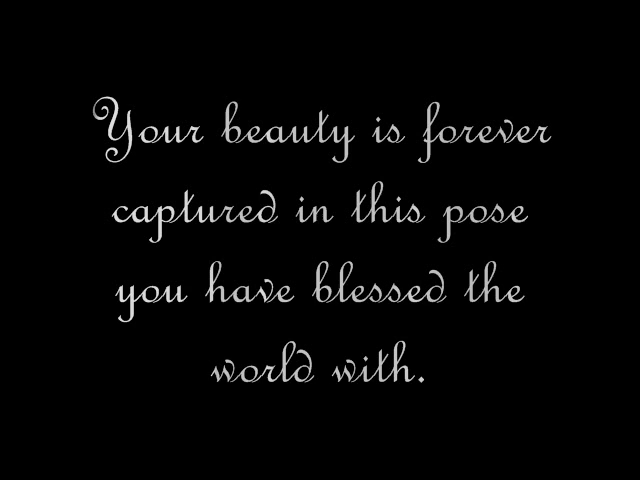 Your beauty is forever
captured in this pose
you have blessed the
world with.